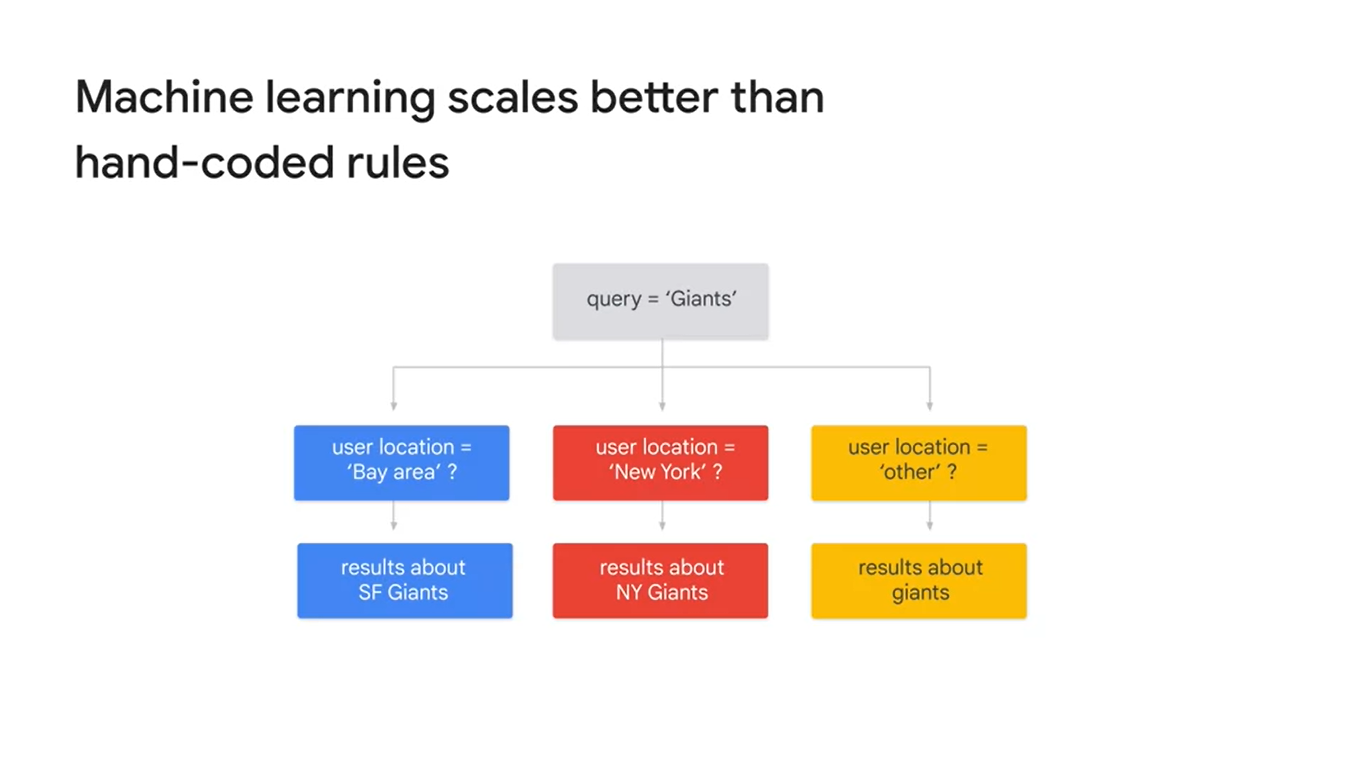 Machine learning scales better than
hand-coded rules
query = ‘Giants’
user location =
‘Bay area’ ?
user location =
‘New York’ ?
user location =
‘other’ ?
results about
SF Giants
results about
NY Giants
results about
giants